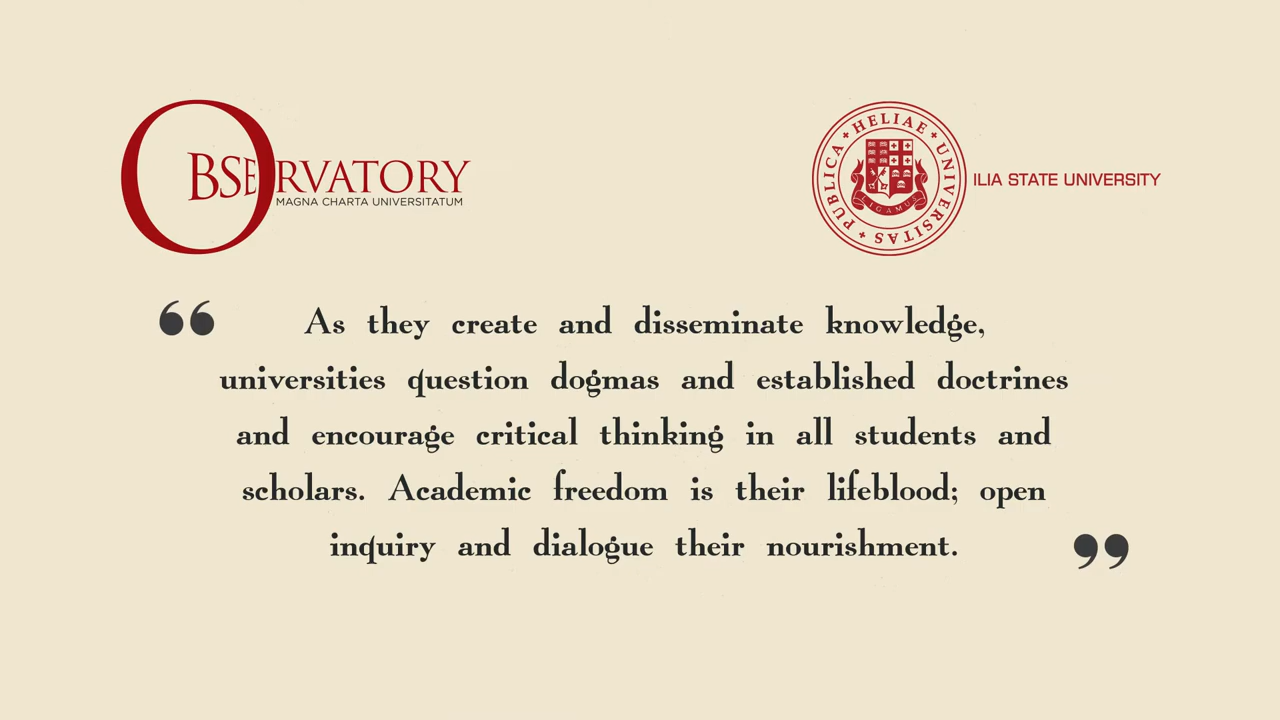 OBSERVATORY
MAGNA CHARTA UNIVERSITATUM
HELIAE UNIVERSITAS PUBLICA
LIGAMUS
ILIA STATE UNIVERSITY
“ As they create and disseminate knowledge,
universities question dogmas and established doctrines
and encourage critical thinking in all students and
scholars. Academic freedom is their lifeblood; open
inquiry and dialogue their nourishment. ”